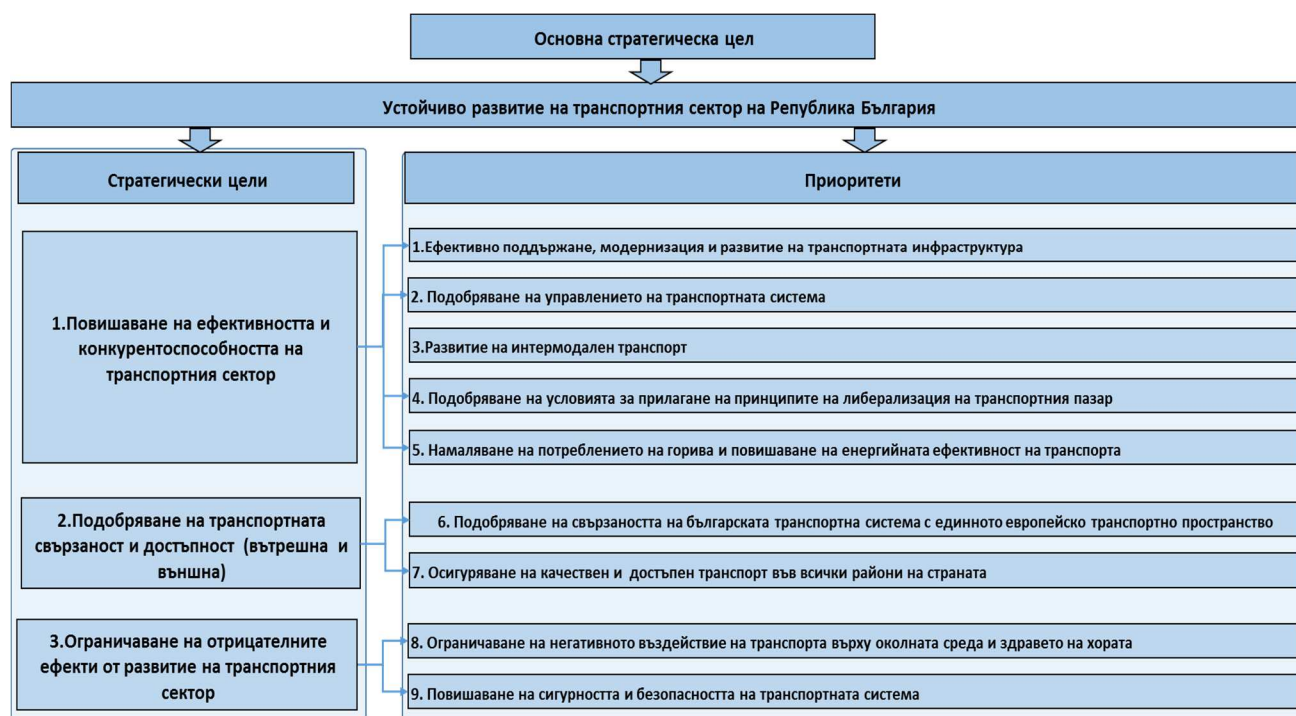 Основна стратегическа цел
Устойчиво развитие на транспортния сектор на Република България
Стратегически цели
Приоритети
1.Повишаване на ефективността и
конкурентоспособността на
транспортния сектор
1.Ефективно поддържане, модернизация и развитие на транспортната инфраструктура
2. Подобряване на управлението на транспортната система
3.Развитие на интермодален транспорт
4. Подобряване на условията за прилагане на принципите на либерализация на транспортния пазар
5. Намаляване на потреблението на горива и повишаване на енергийната ефективност на транспорта
2.Подобряване на транспортната
свързаност и достъпност (вътрешна и
външна)
6. Подобряване на свързаността на българската транспортна система с единното европейско транспортно пространство
7. Осигуряване на качествен и достъпен транспорт във всички райони на страната
3.Ограничаване на отрицателните
ефекти от развитие на транспортния
сектор
8. Ограничаване на негативното въздействие на транспорта върху околната среда и здравето на хората
9. Повишаване на сигурността и безопасността на транспортната система